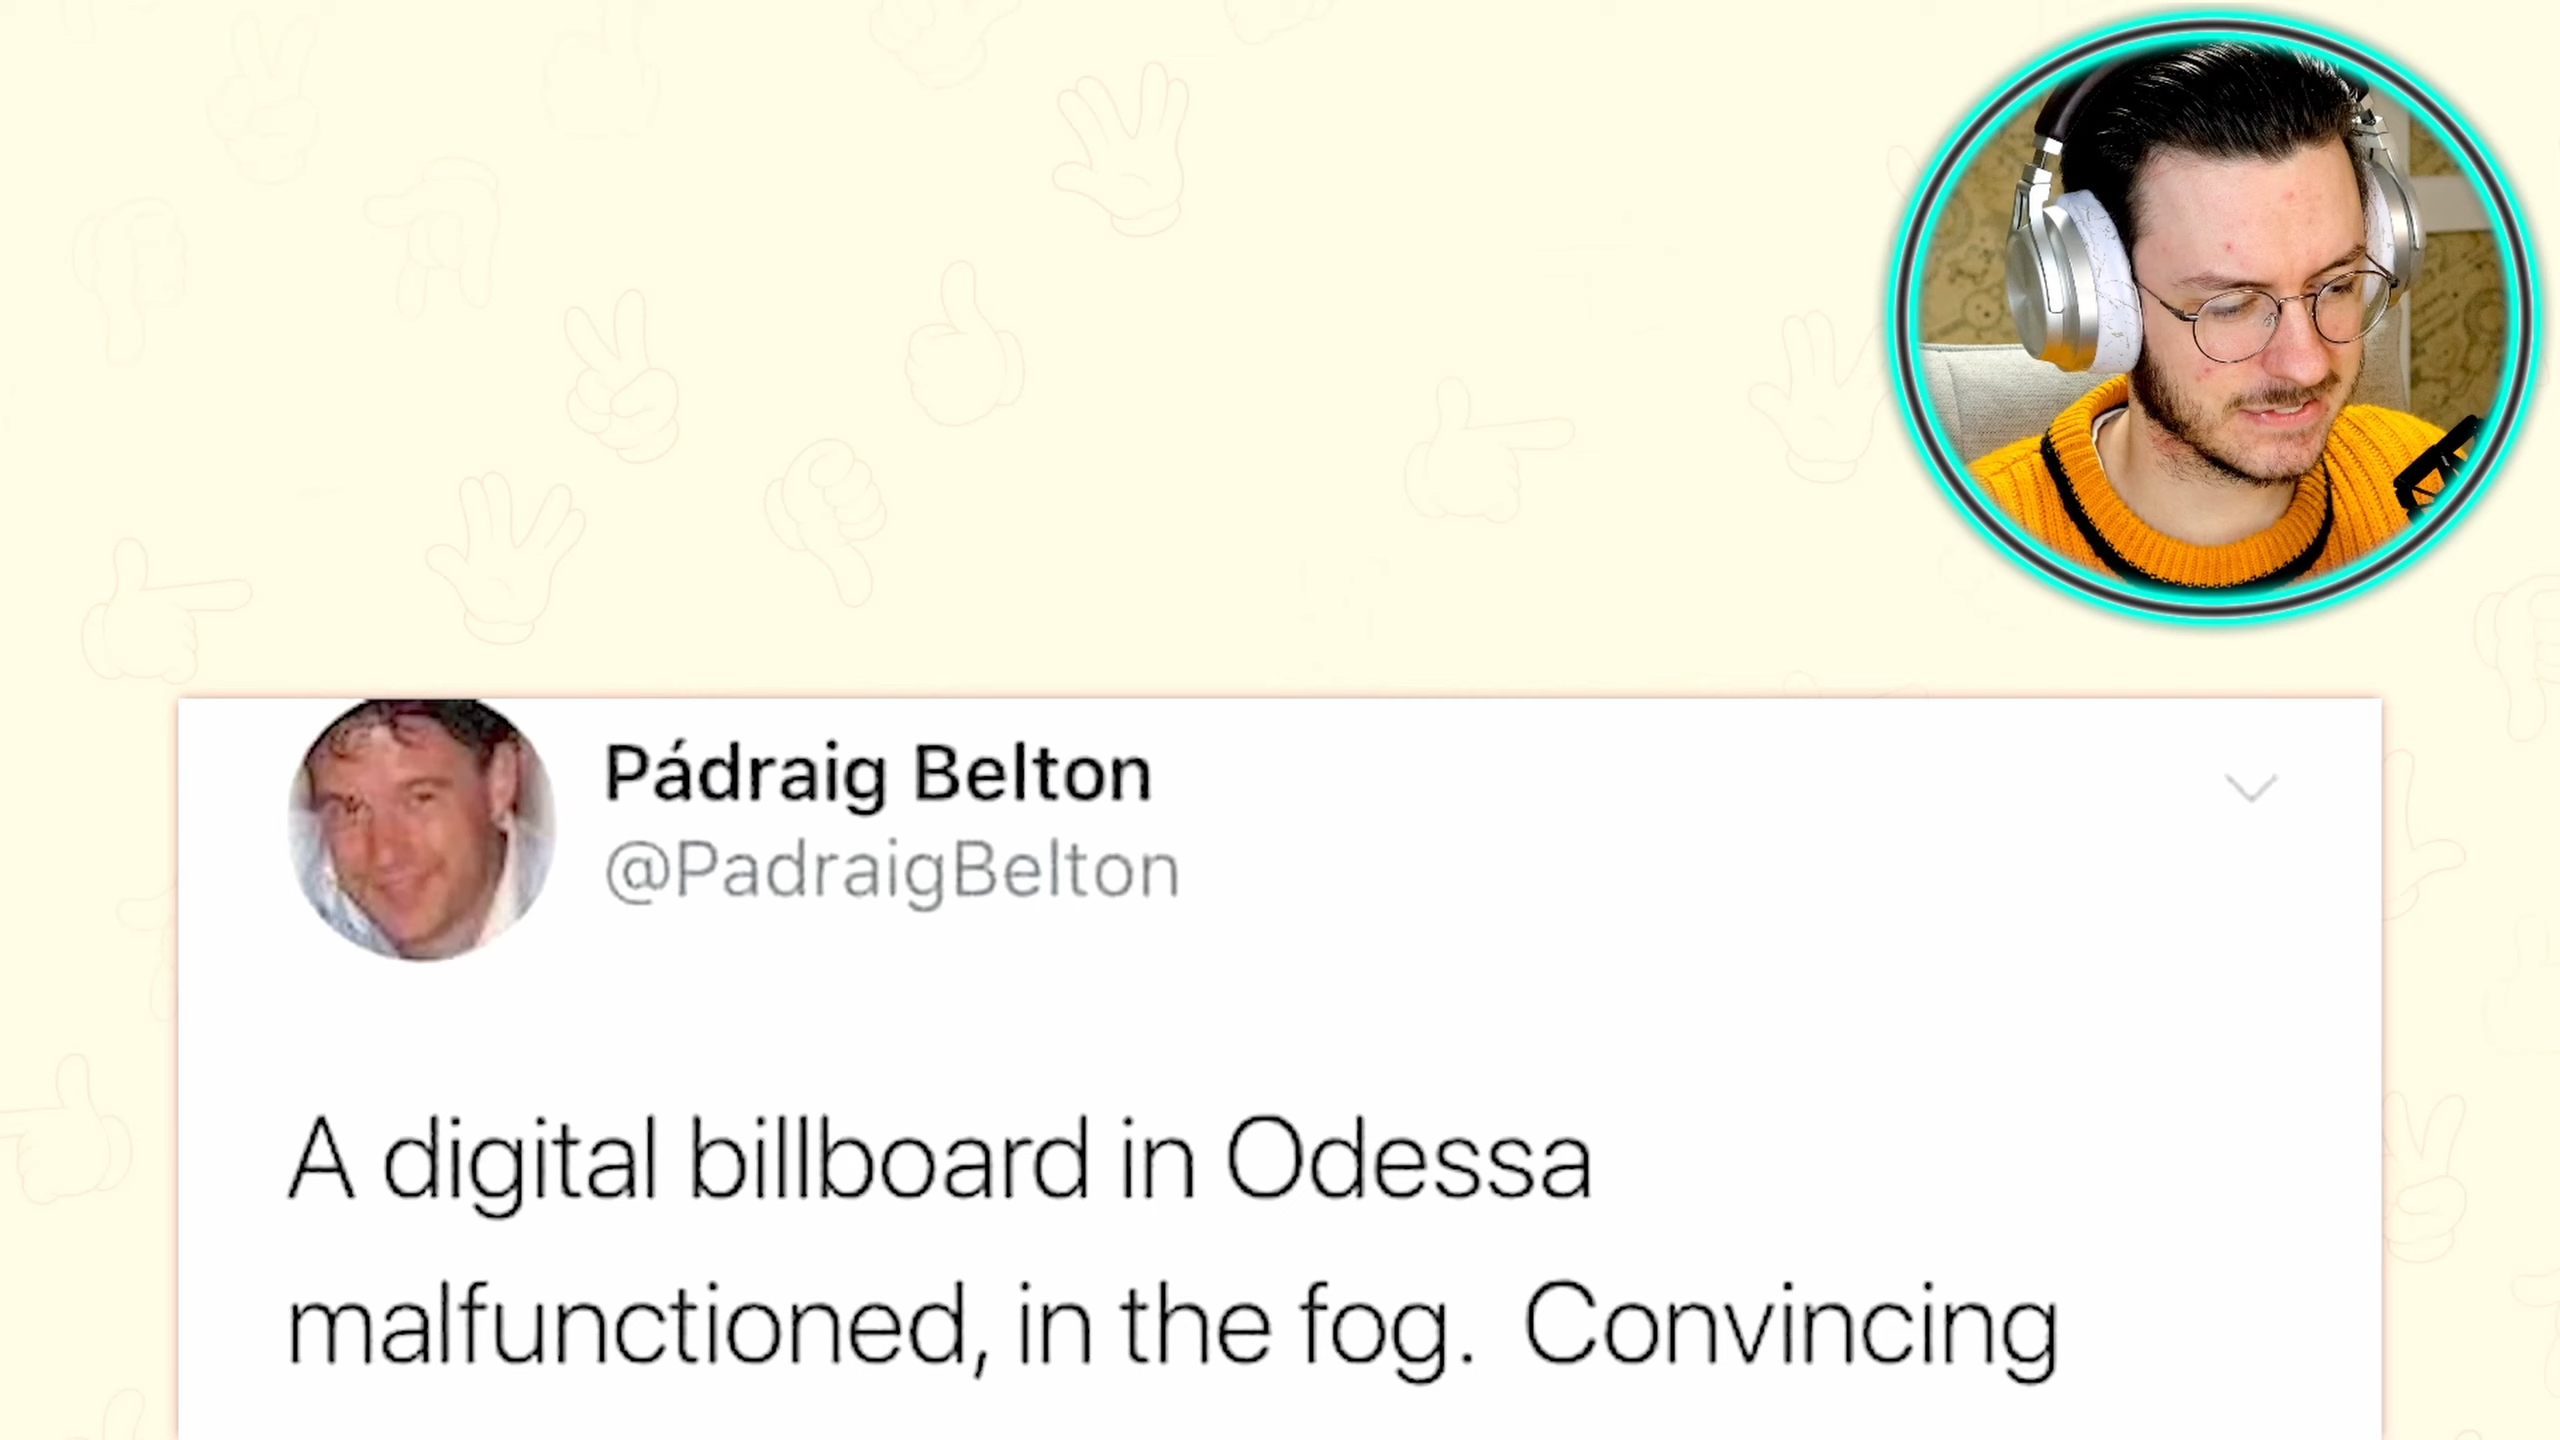 Pádraig Belton
@PadraigBelton
A digital billboard in Odessa
malfunctioned, in the fog.  Convincing